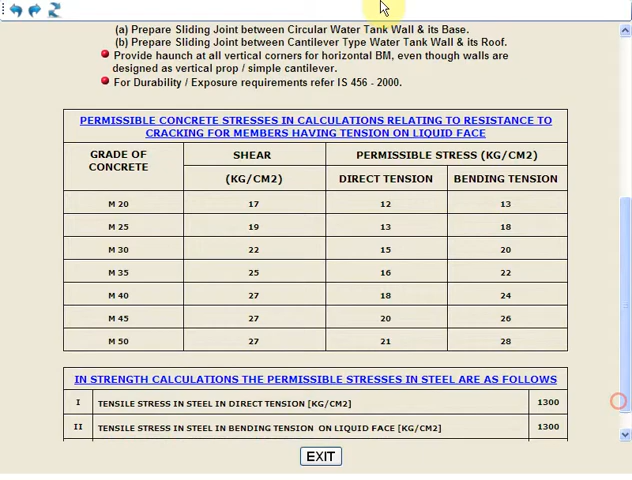 (a) Prepare Sliding Joint between Circular Water Tank Wall & its Base.
(b) Prepare Sliding Joint between Cantilever Type Water Tank Wall & its Roof.
Provide haunch at all vertical corners for horizontal BM, even though walls are
designed as vertical prop / simple cantilever.
For Durability / Exposure requirements refer IS 456 - 2000.
PERMISSIBLE CONCRETE STRESSES IN CALCULATIONS RELATING TO RESISTANCE TO
CRACKING FOR MEMBERS HAVING TENSION ON LIQUID FACE
GRADE OF CONCRETE SHEAR PERMISSIBLE STRESS (KG/CM2)
(KG/CM2) DIRECT TENSION BENDING TENSION
M 20 17 12 13
M 25 19 13 18
M 30 22 15 20
M 35 25 16 22
M 40 27 18 24
M 45 27 20 26
M 50 27 21 28
IN STRENGTH CALCULATIONS THE PERMISSIBLE STRESSES IN STEEL ARE AS FOLLOWS
I TENSILE STRESS IN STEEL IN DIRECT TENSION [KG/CM2] 1300
II TENSILE STRESS IN STEEL IN BENDING TENSION ON LIQUID FACE [KG/CM2] 1300
EXIT